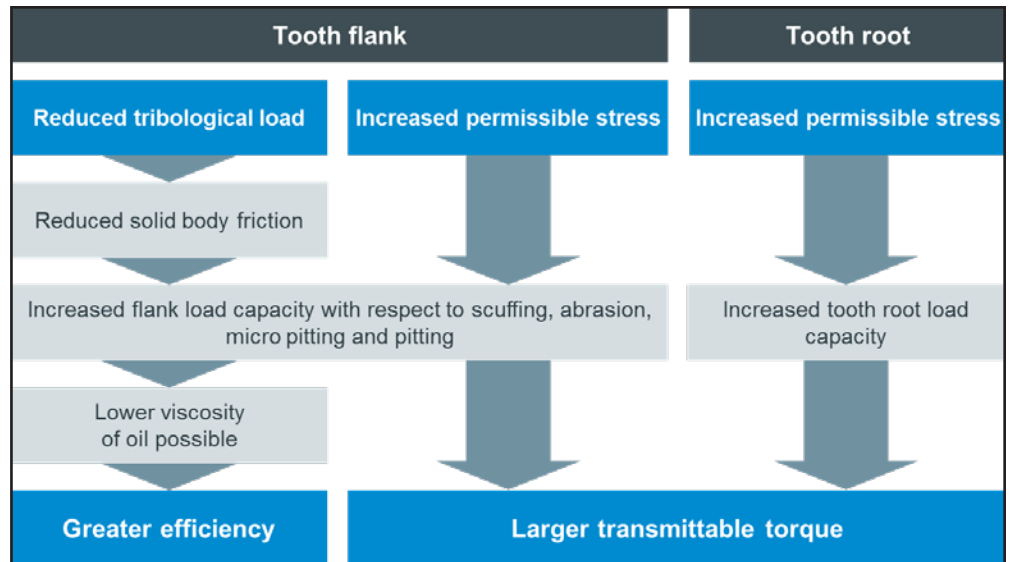 Tooth flank
Tooth root
Reduced tribological load
Increased permissible stress
Increased permissible stress
Reduced solid body friction
Increased flank load capacity with respect to scuffing, abrasion,
micro pitting and pitting
Increased tooth root load
capacity
Lower viscosity
of oil possible
Greater efficiency
Larger transmittable torque